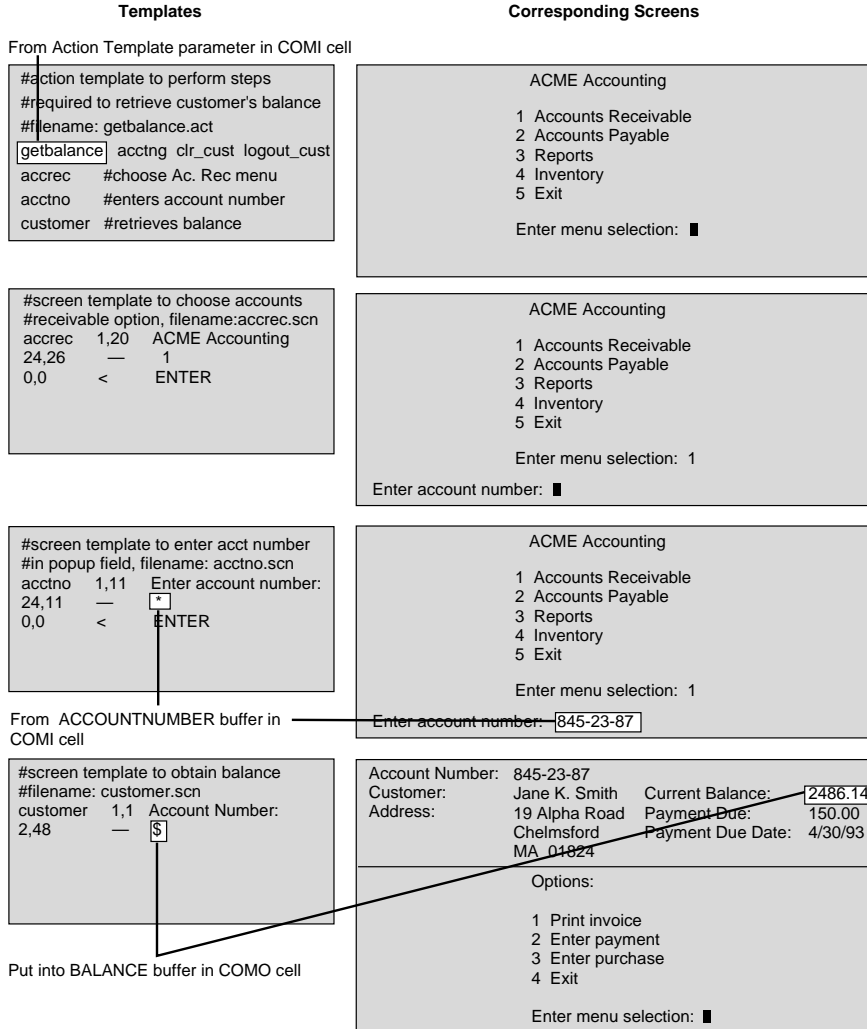 Templates
Corresponding Screens
From Action Template parameter in COMI cell
#action template to perform steps
#required to retrieve customer's balance
#filename: getbalance.act
getbalance acctng clr_cust logout_cust
accrec #choose Ac. Rec menu
acctno #enters account number
customer #retrieves balance
ACME Accounting
1 Accounts Receivable
2 Accounts Payable
3 Reports
4 Inventory
5 Exit
Enter menu selection:
#screen template to choose accounts
#receivable option, filename:accrec.scn
accrec 1,20 ACME Accounting
24,26 — 1
0,0 < ENTER
ACME Accounting
1 Accounts Receivable
2 Accounts Payable
3 Reports
4 Inventory
5 Exit
Enter menu selection: 1
Enter account number:
#screen template to enter acct number
#in popup field, filename: acctno.scn
acctno 1,11 Enter account number:
24,11 — *
0,0 < ENTER
From ACCOUNTNUMBER buffer in
COMI cell
ACME Accounting
1 Accounts Receivable
2 Accounts Payable
3 Reports
4 Inventory
5 Exit
Enter menu selection: 1
Enter account number: 845-23-87
#screen template to obtain balance
#filename: customer.scn
customer 1,1 Account Number:
2,48 — $
Put into BALANCE buffer in COMO cell
Account Number: 845-23-87
Customer: Jane K. Smith Current Balance: 2486.14
Address: 19 Alpha Road Payment Due: 150.00
Chelmsford Payment Due Date: 4/30/93
MA 01824
Options:
1 Print invoice
2 Enter payment
3 Enter purchase
4 Exit
Enter menu selection: